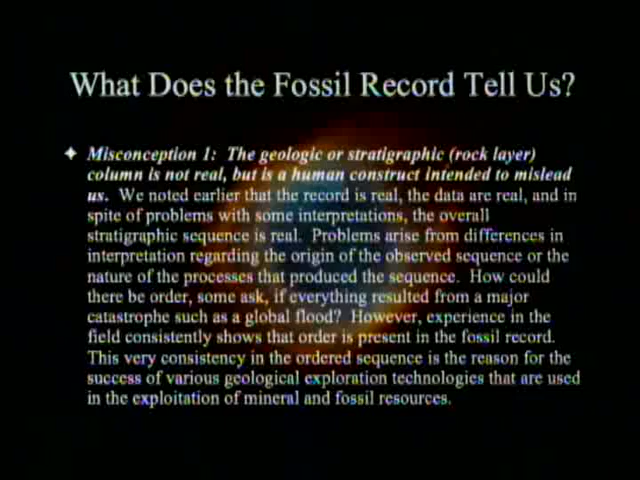 What Does the Fossil Record Tell Us?
Misconception 1: The geologic or stratigraphic (rock layer)
column is not real, but is a human construct intended to mislead
us. We noted earlier that the record is real, the data are real, and in
spite of problems with some interpretations, the overall
stratigraphic sequence is real. Problems arise from differences in
interpretation regarding the origin of the observed sequence or the
nature of the processes that produced the sequence. How could
there be order, some ask, if everything resulted from a major
catastrophe such as a global flood? However, experience in the
field consistently shows that order is present in the fossil record.
This very consistency in the ordered sequence is the reason for the
success of various geological exploration technologies that are used
in the exploitation of mineral and fossil resources.